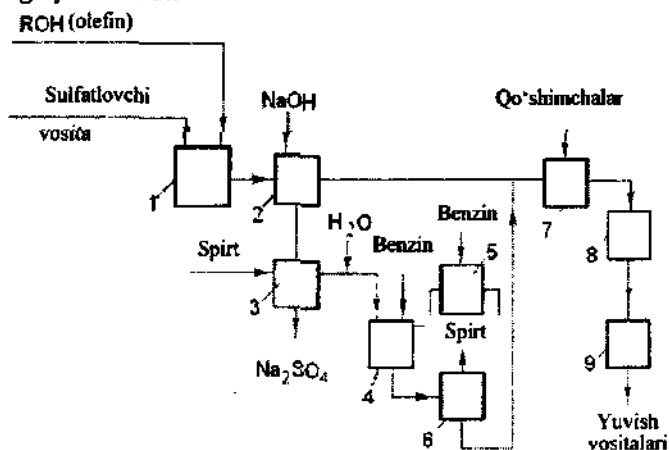 ROH (olefin)
Sulfatlovchi
vosita
NaOH
Qo'shimchalar
1
2
7
8
Spirt
H2O
Benzin
Benzin
5
3
Na2SO4
4
Spirt
6
9
Yuvish
vositalari